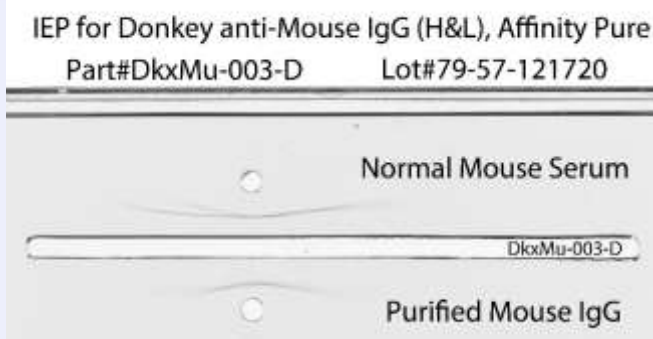 IEP for Donkey anti-Mouse IgG (H&L), Affinity Pure
Part#DkxMu-003-D Lot#79-57-121720
Normal Mouse Serum
DkxMu-003-D
Purified Mouse IgG